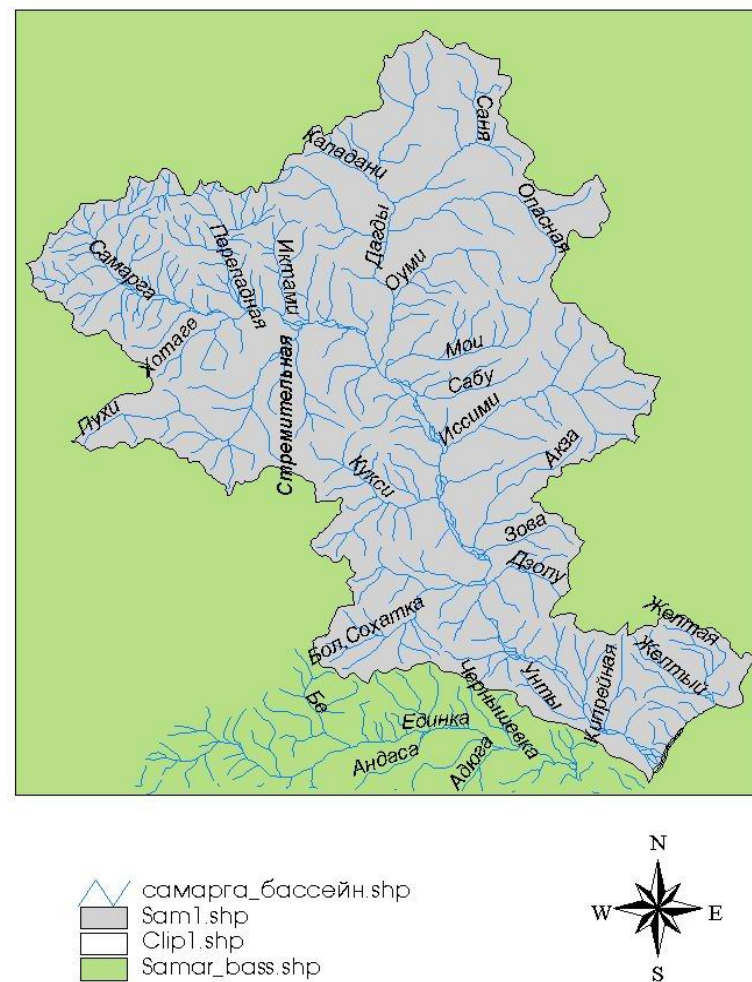 Саня
Каладани
Опасная
Дагды
Перепадная
Иктами
Самарга
Оуми
Хотаге
Мои
Сабу
Стремительная
Иссими
Пухи
Акза
Кукси
Зова
Дзолу
Бол.Сохатка
Желтая
Желтый
Кипрейная
Унты
Чернышевка
Бе
Единка
Андаса
Адюга
самарга_бассейн.shp
Sam1.shp
Clip1.shp
Samar_bass.shp
N
W
E
S